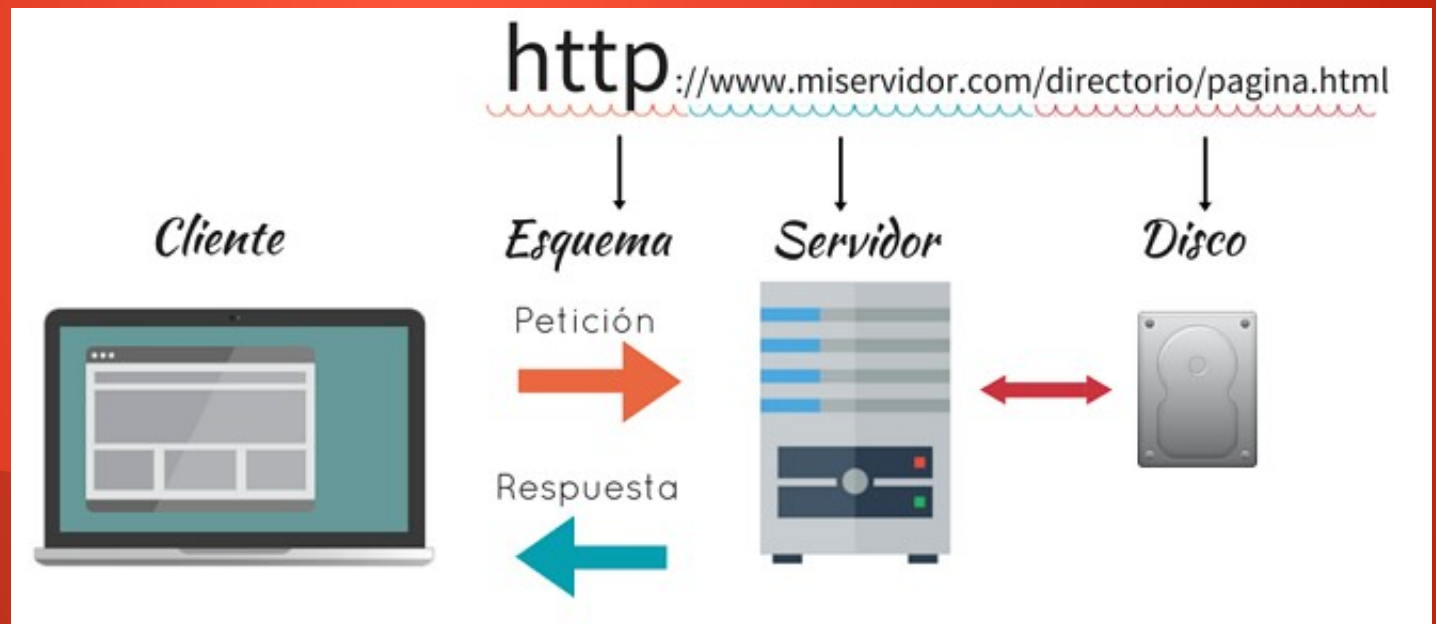 http://www.miservidor.com/directorio/pagina.html
Cliente
Esquema
Servidor
Disco
Petición
Respuesta